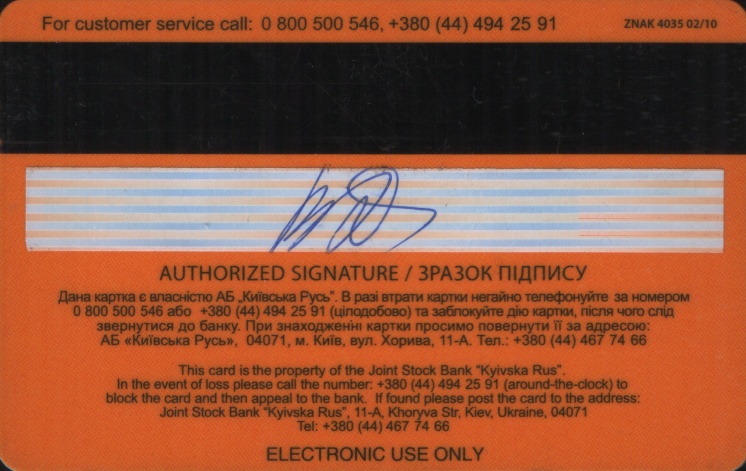 For customer service call: 0 800 500 546, +380 (44) 494 25 91 ZNAK 4035 02/10
AUTHORIZED SIGNATURE / ЗРАЗОК ПІДПИСУ
Дана картка є власністю АБ „Київська Русь”. В разі втрати картки негайно телефонуйте за номером
0 800 500 546 або +380 (44) 494 25 91 (цілодобово) та заблокуйте дію картки, після чого слід
звернутися до банку. При знаходженні картки просимо повернути її за адресою:
АБ «Київська Русь», 04071, м. Київ, вул. Хорива, 11-А. Тел.: +380 (44) 467 74 66
This card is the property of the Joint Stock Bank “Kyivska Rus”.
In the event of loss please call the number: +380 (44) 494 25 91 (around-the-clock) to
block the card and then appeal to the bank. If found please post the card to the address:
Joint Stock Bank “Kyivska Rus”, 11-A, Khoryva Str, Kiev, Ukraine, 04071
Tel: +380 (44) 467 74 66
ELECTRONIC USE ONLY